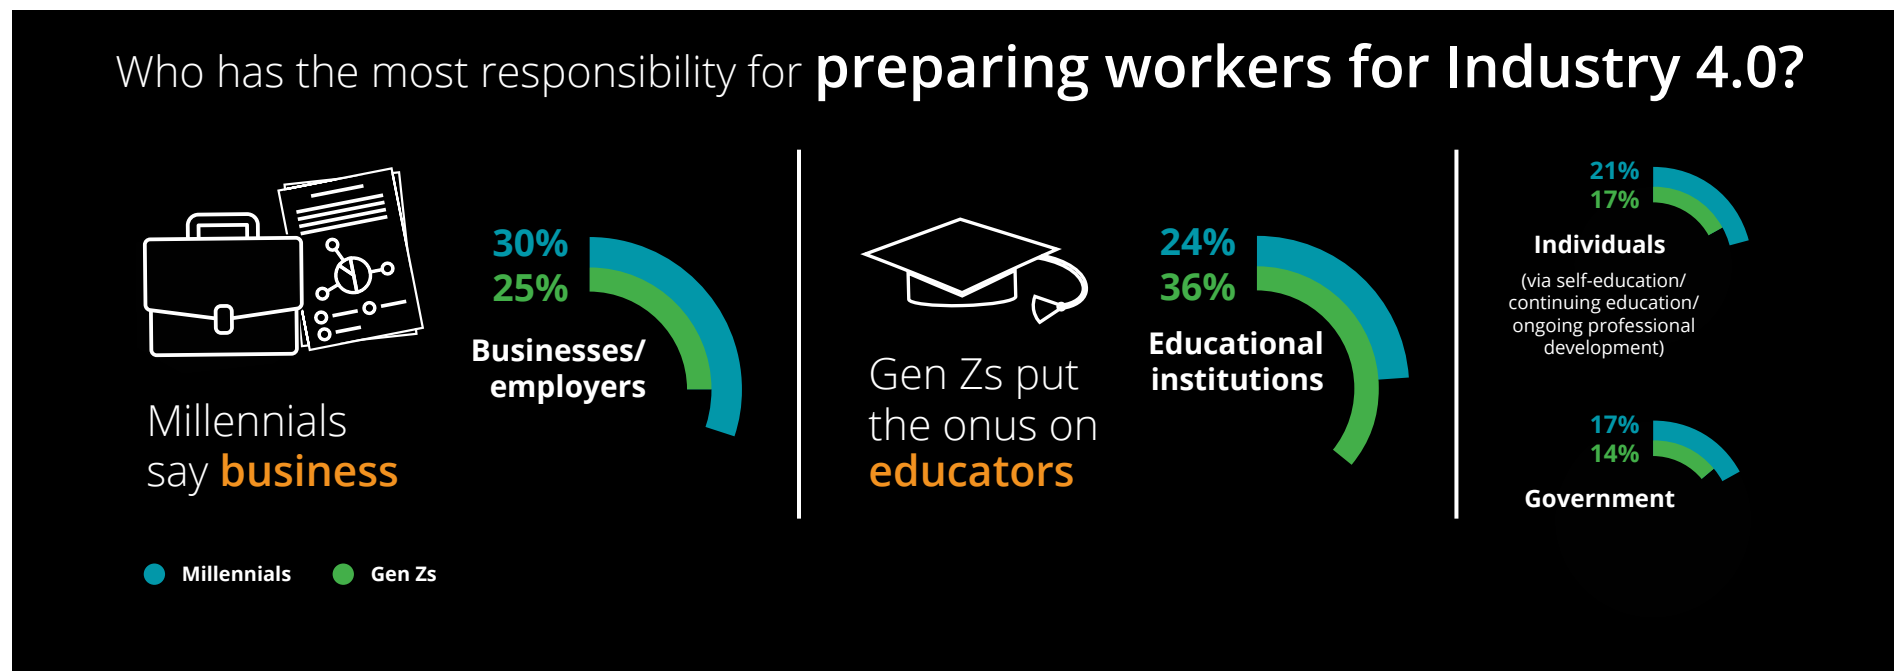 Who has the most responsibility for preparing workers for Industry 4.0?
30%
25%
Businesses/
employers
Millennials
say business
24%
36%
Educational
institutions
Gen Zs put
the onus on
educators
21%
17%
Individuals
(via self-education/
continuing education/
ongoing professional
development)
17%
14%
Government
Millennials
Gen Zs